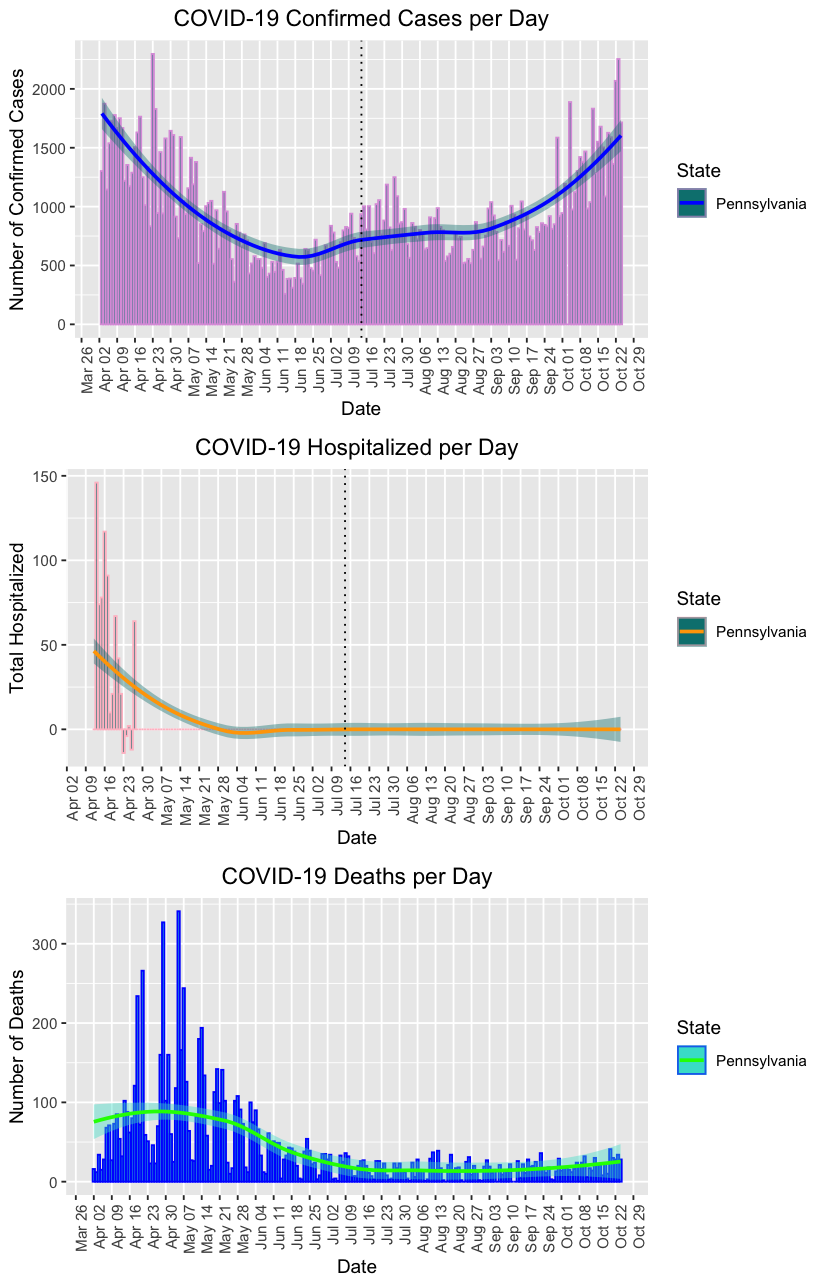 COVID-19 Confirmed Cases per Day
Number of Confirmed Cases
2000
1500
1000
500
0
Mar 26
Apr 02
Apr 09
Apr 16
Apr 23
Apr 30
May 07
May 14
May 21
May 28
Jun 04
Jun 11
Jun 18
Jun 25
Jul 02
Jul 09
Jul 16
Jul 23
Jul 30
Aug 06
Aug 13
Aug 20
Aug 27
Sep 03
Sep 10
Sep 17
Sep 24
Oct 01
Oct 08
Oct 15
Oct 22
Oct 29
Date
State
Pennsylvania
COVID-19 Hospitalized per Day
Total Hospitalized
150
100
50
0
Apr 02
Apr 09
Apr 16
Apr 23
Apr 30
May 07
May 14
May 21
May 28
Jun 04
Jun 11
Jun 18
Jun 25
Jul 02
Jul 09
Jul 16
Jul 23
Jul 30
Aug 06
Aug 13
Aug 20
Aug 27
Sep 03
Sep 10
Sep 17
Sep 24
Oct 01
Oct 08
Oct 15
Oct 22
Oct 29
Date
State
Pennsylvania
COVID-19 Deaths per Day
Number of Deaths
300
200
100
0
Mar 26
Apr 02
Apr 09
Apr 16
Apr 23
Apr 30
May 07
May 14
May 21
May 28
Jun 04
Jun 11
Jun 18
Jun 25
Jul 02
Jul 09
Jul 16
Jul 23
Jul 30
Aug 06
Aug 13
Aug 20
Aug 27
Sep 03
Sep 10
Sep 17
Sep 24
Oct 01
Oct 08
Oct 15
Oct 22
Oct 29
Date
State
Pennsylvania